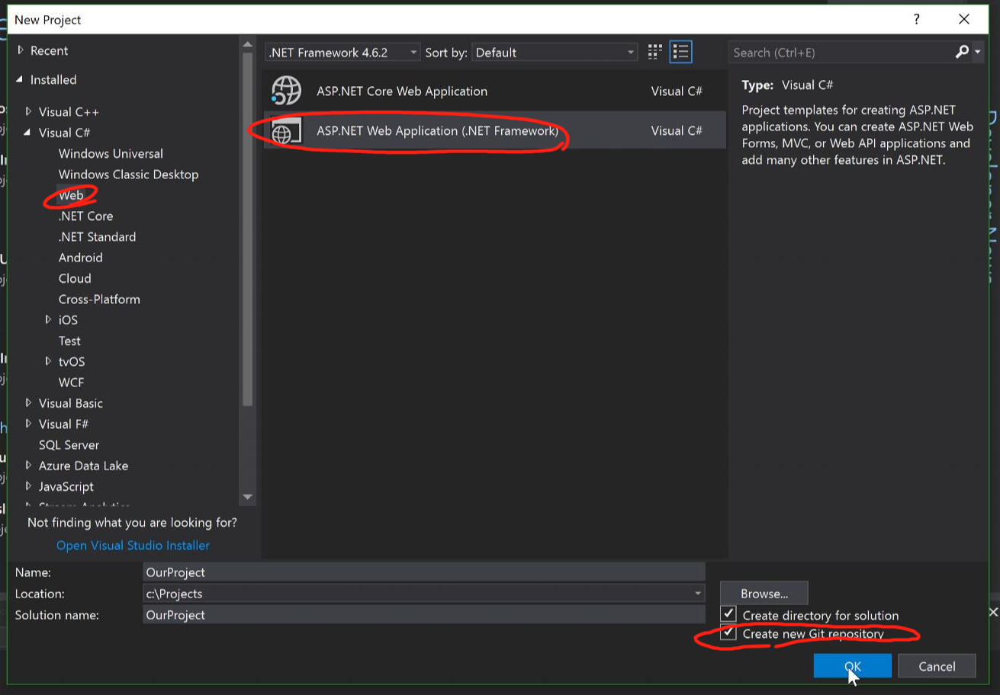 New Project
?
Recent
Installed
Visual C++
Visual C#
Windows Universal
Windows Classic Desktop
Web
.NET Core
.NET Standard
Android
Cloud
Cross-Platform
iOS
Test
tvOS
WCF
Visual Basic
Visual F#
SQL Server
Azure Data Lake
JavaScript
Stream Analytics
Not finding what you are looking for?
Open Visual Studio Installer
.NET Framework 4.6.2
Sort by: Default
Search (Ctrl+E)
ASP.NET Core Web Application Visual C#
ASP.NET Web Application (.NET Framework) Visual C#
Type: Visual C#
Project templates for creating ASP.NET
applications. You can create ASP.NET Web
Forms, MVC, or Web API applications and
add many other features in ASP.NET.
Name: OurProject
Location: c:\Projects
Solution name: OurProject
Browse...
Create directory for solution
Create new Git repository
OK
Cancel